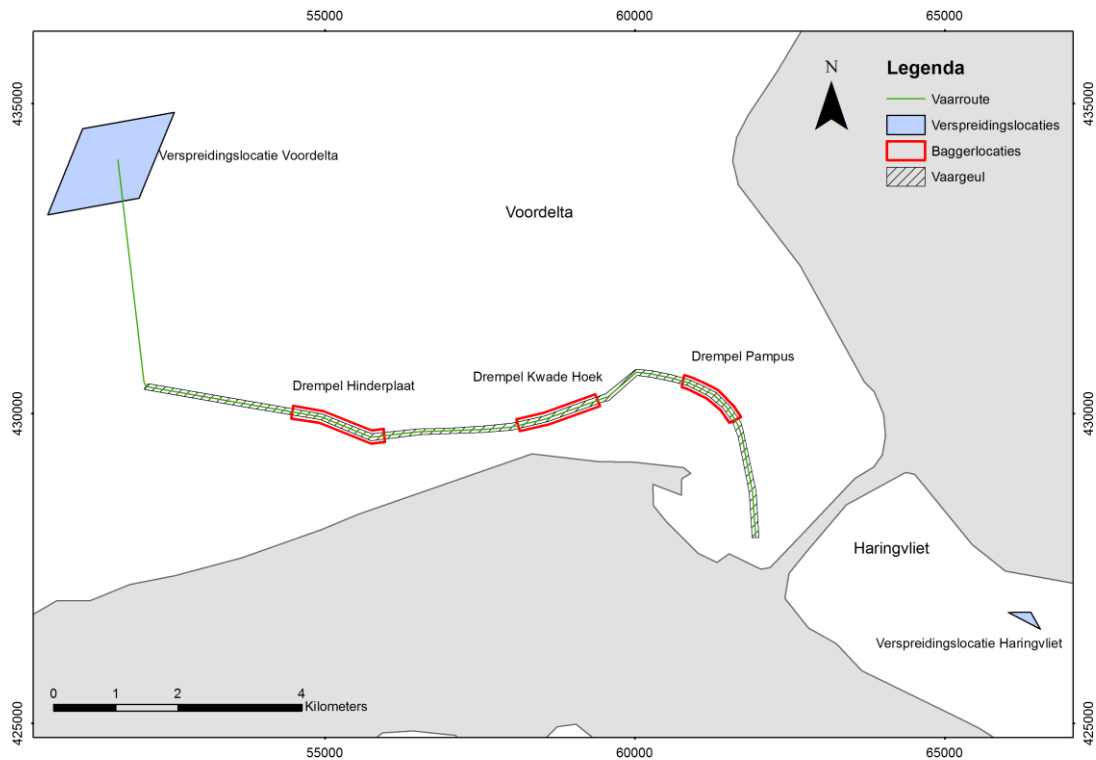 55000
60000
65000
435000
435000
N
Legenda
Vaarroute
Verspreidingslocaties
Baggerlocaties
Vaargeul
Verspreidingslocatie Voordelta
Voordelta
Drempel Pampus
Drempel Kwade Hoek
Drempel Hinderplaat
430000
430000
Haringvliet
Verspreidingslocatie Haringvliet
0 1 2 4
Kilometers
425000
425000
55000
60000
65000